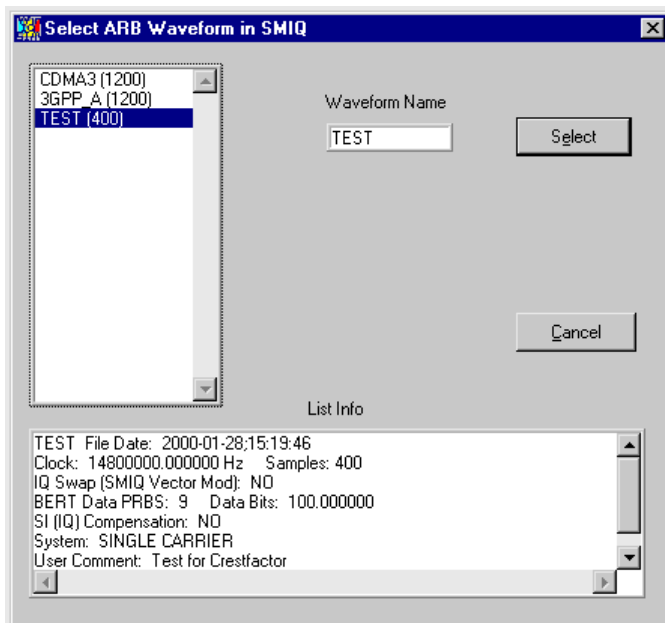 Select ARB Waveform in SMIQ
CDMA3 (1200)
3GPP_A (1200)
TEST (400)
Waveform Name
TEST
Select
Cancel
List Info
TEST File Date: 2000-01-28;15:19:46
Clock: 14800000.000000 Hz Samples: 400
IQ Swap (SMIQ Vector Mod): NO
BERT Data PRBS: 9 Data Bits: 100.000000
SI (IQ) Compensation: NO
System: SINGLE CARRIER
User Comment: Test for Crestfactor